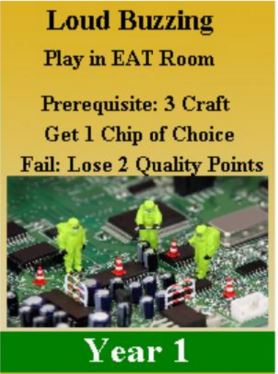 Loud Buzzing
Play in EAT Room
Prerequisite: 3 Craft
Get 1 Chip of Choice
Fail: Lose 2 Quality Points
Year 1